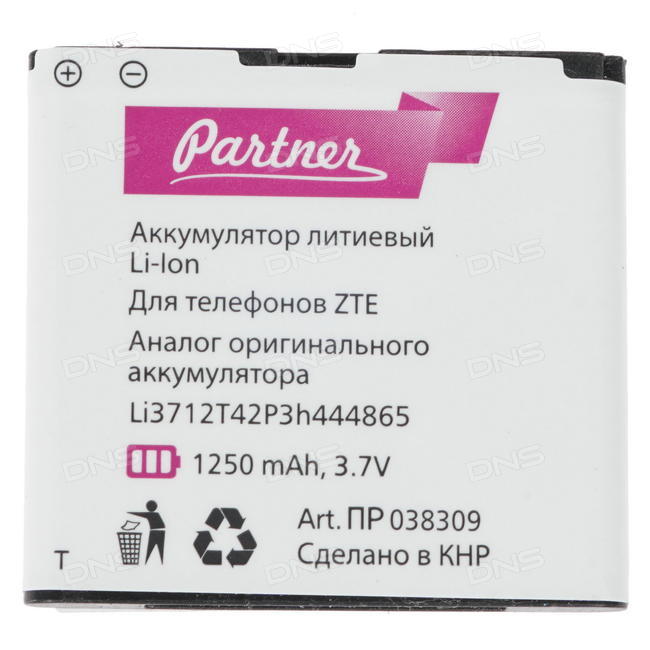 + −
Partner
Аккумулятор литиевый
Li-Ion
Для телефонов ZTE
Аналог оригинального
аккумулятора
Li3712T42P3h444865
1250 mAh, 3.7V
Art. ПР 038309
Сделано в КНР
T
DNS